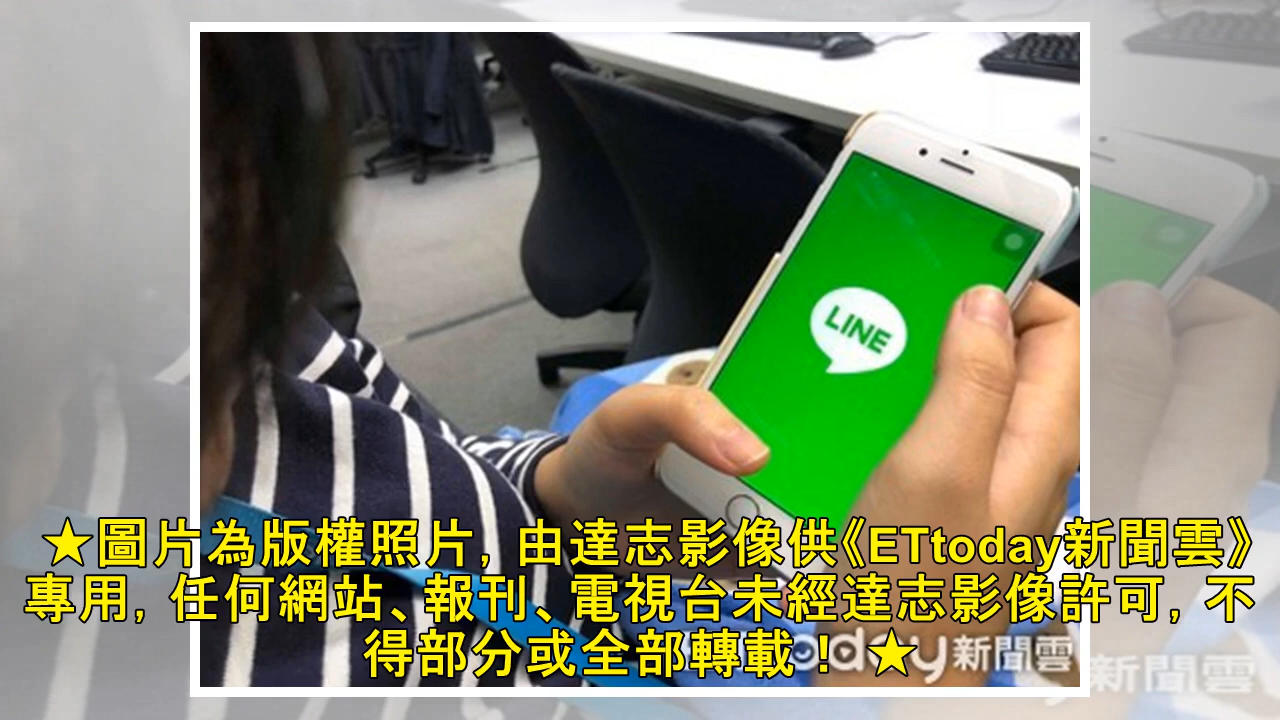 LINE
★圖片為版權照片, 由達志影像供《ETtoday新聞雲》
專用, 任何網站、報刊、電視台未經達志影像許可, 不
得部分或全部轉載！ ★
day新聞雲
新聞雲